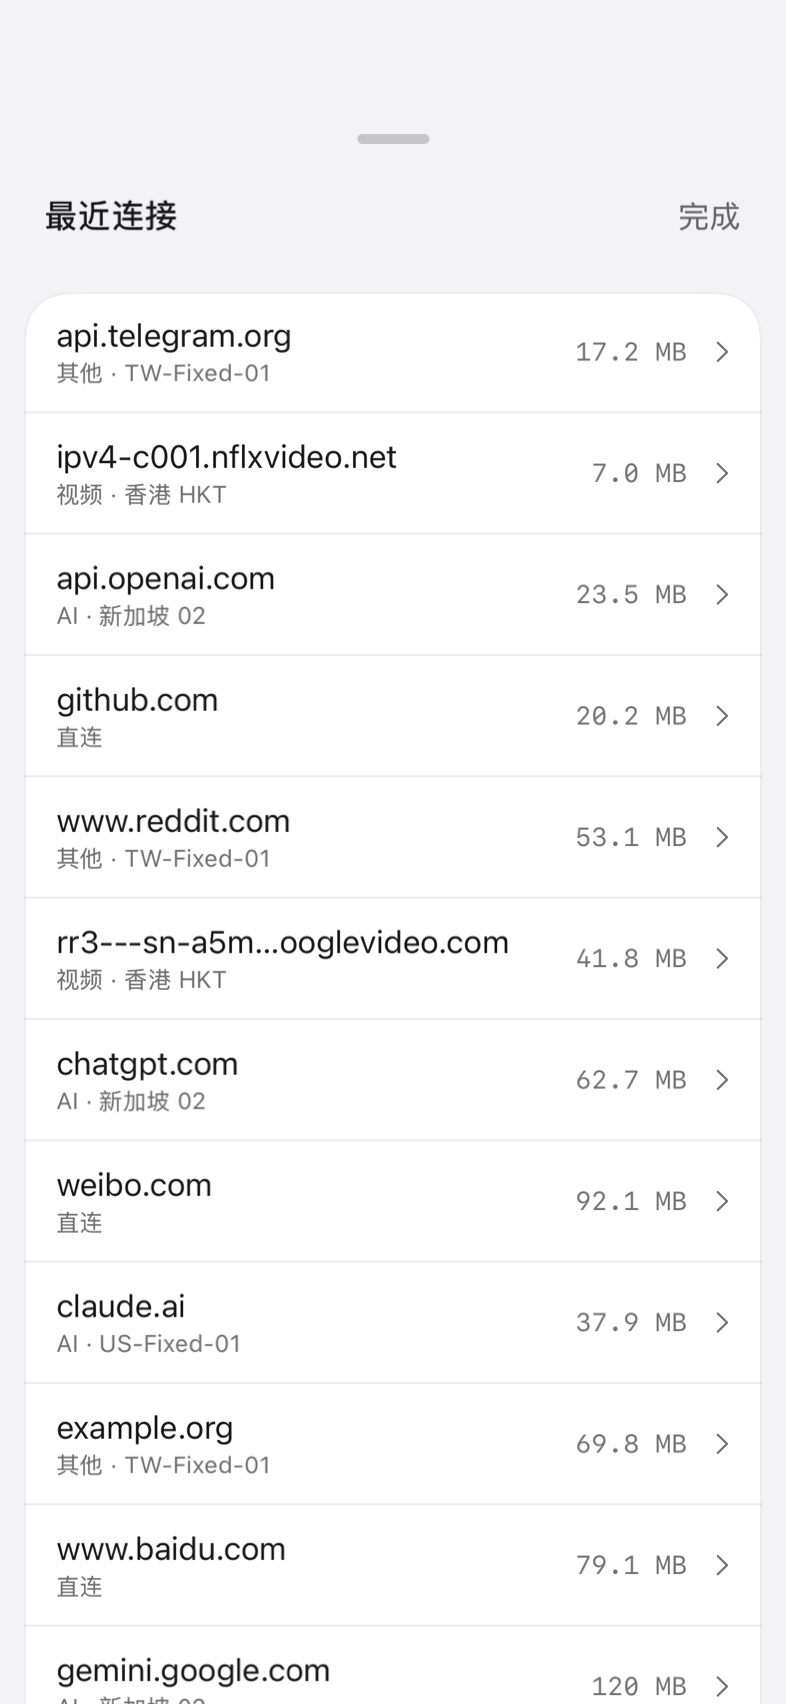 最近连接
完成
api.telegram.org
17.2 MB
其他 · TW-Fixed-01
ipv4-c001.nflxvideo.net
7.0 MB
视频 · 香港 HKT
api.openai.com
23.5 MB
AI · 新加坡 02
github.com
20.2 MB
直连
www.reddit.com
53.1 MB
其他 · TW-Fixed-01
rr3---sn-a5m...ooglevideo.com
41.8 MB
视频 · 香港 HKT
chatgpt.com
62.7 MB
AI · 新加坡 02
weibo.com
92.1 MB
直连
claude.ai
37.9 MB
AI · US-Fixed-01
example.org
69.8 MB
其他 · TW-Fixed-01
www.baidu.com
79.1 MB
直连
gemini.google.com
120 MB